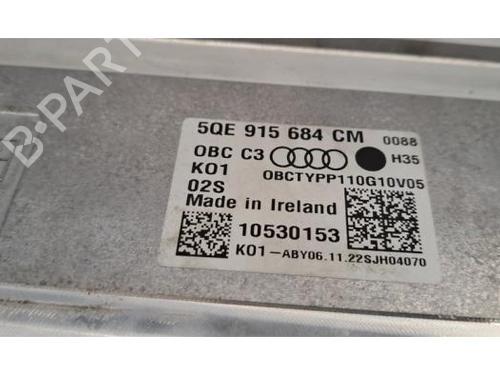 5QE 915 684 CM 0088
OBC C3 H35
K01 OBCTYPP110G10V05
02S
Made in Ireland
10530153
K01-ABY06.11.22SJH04070